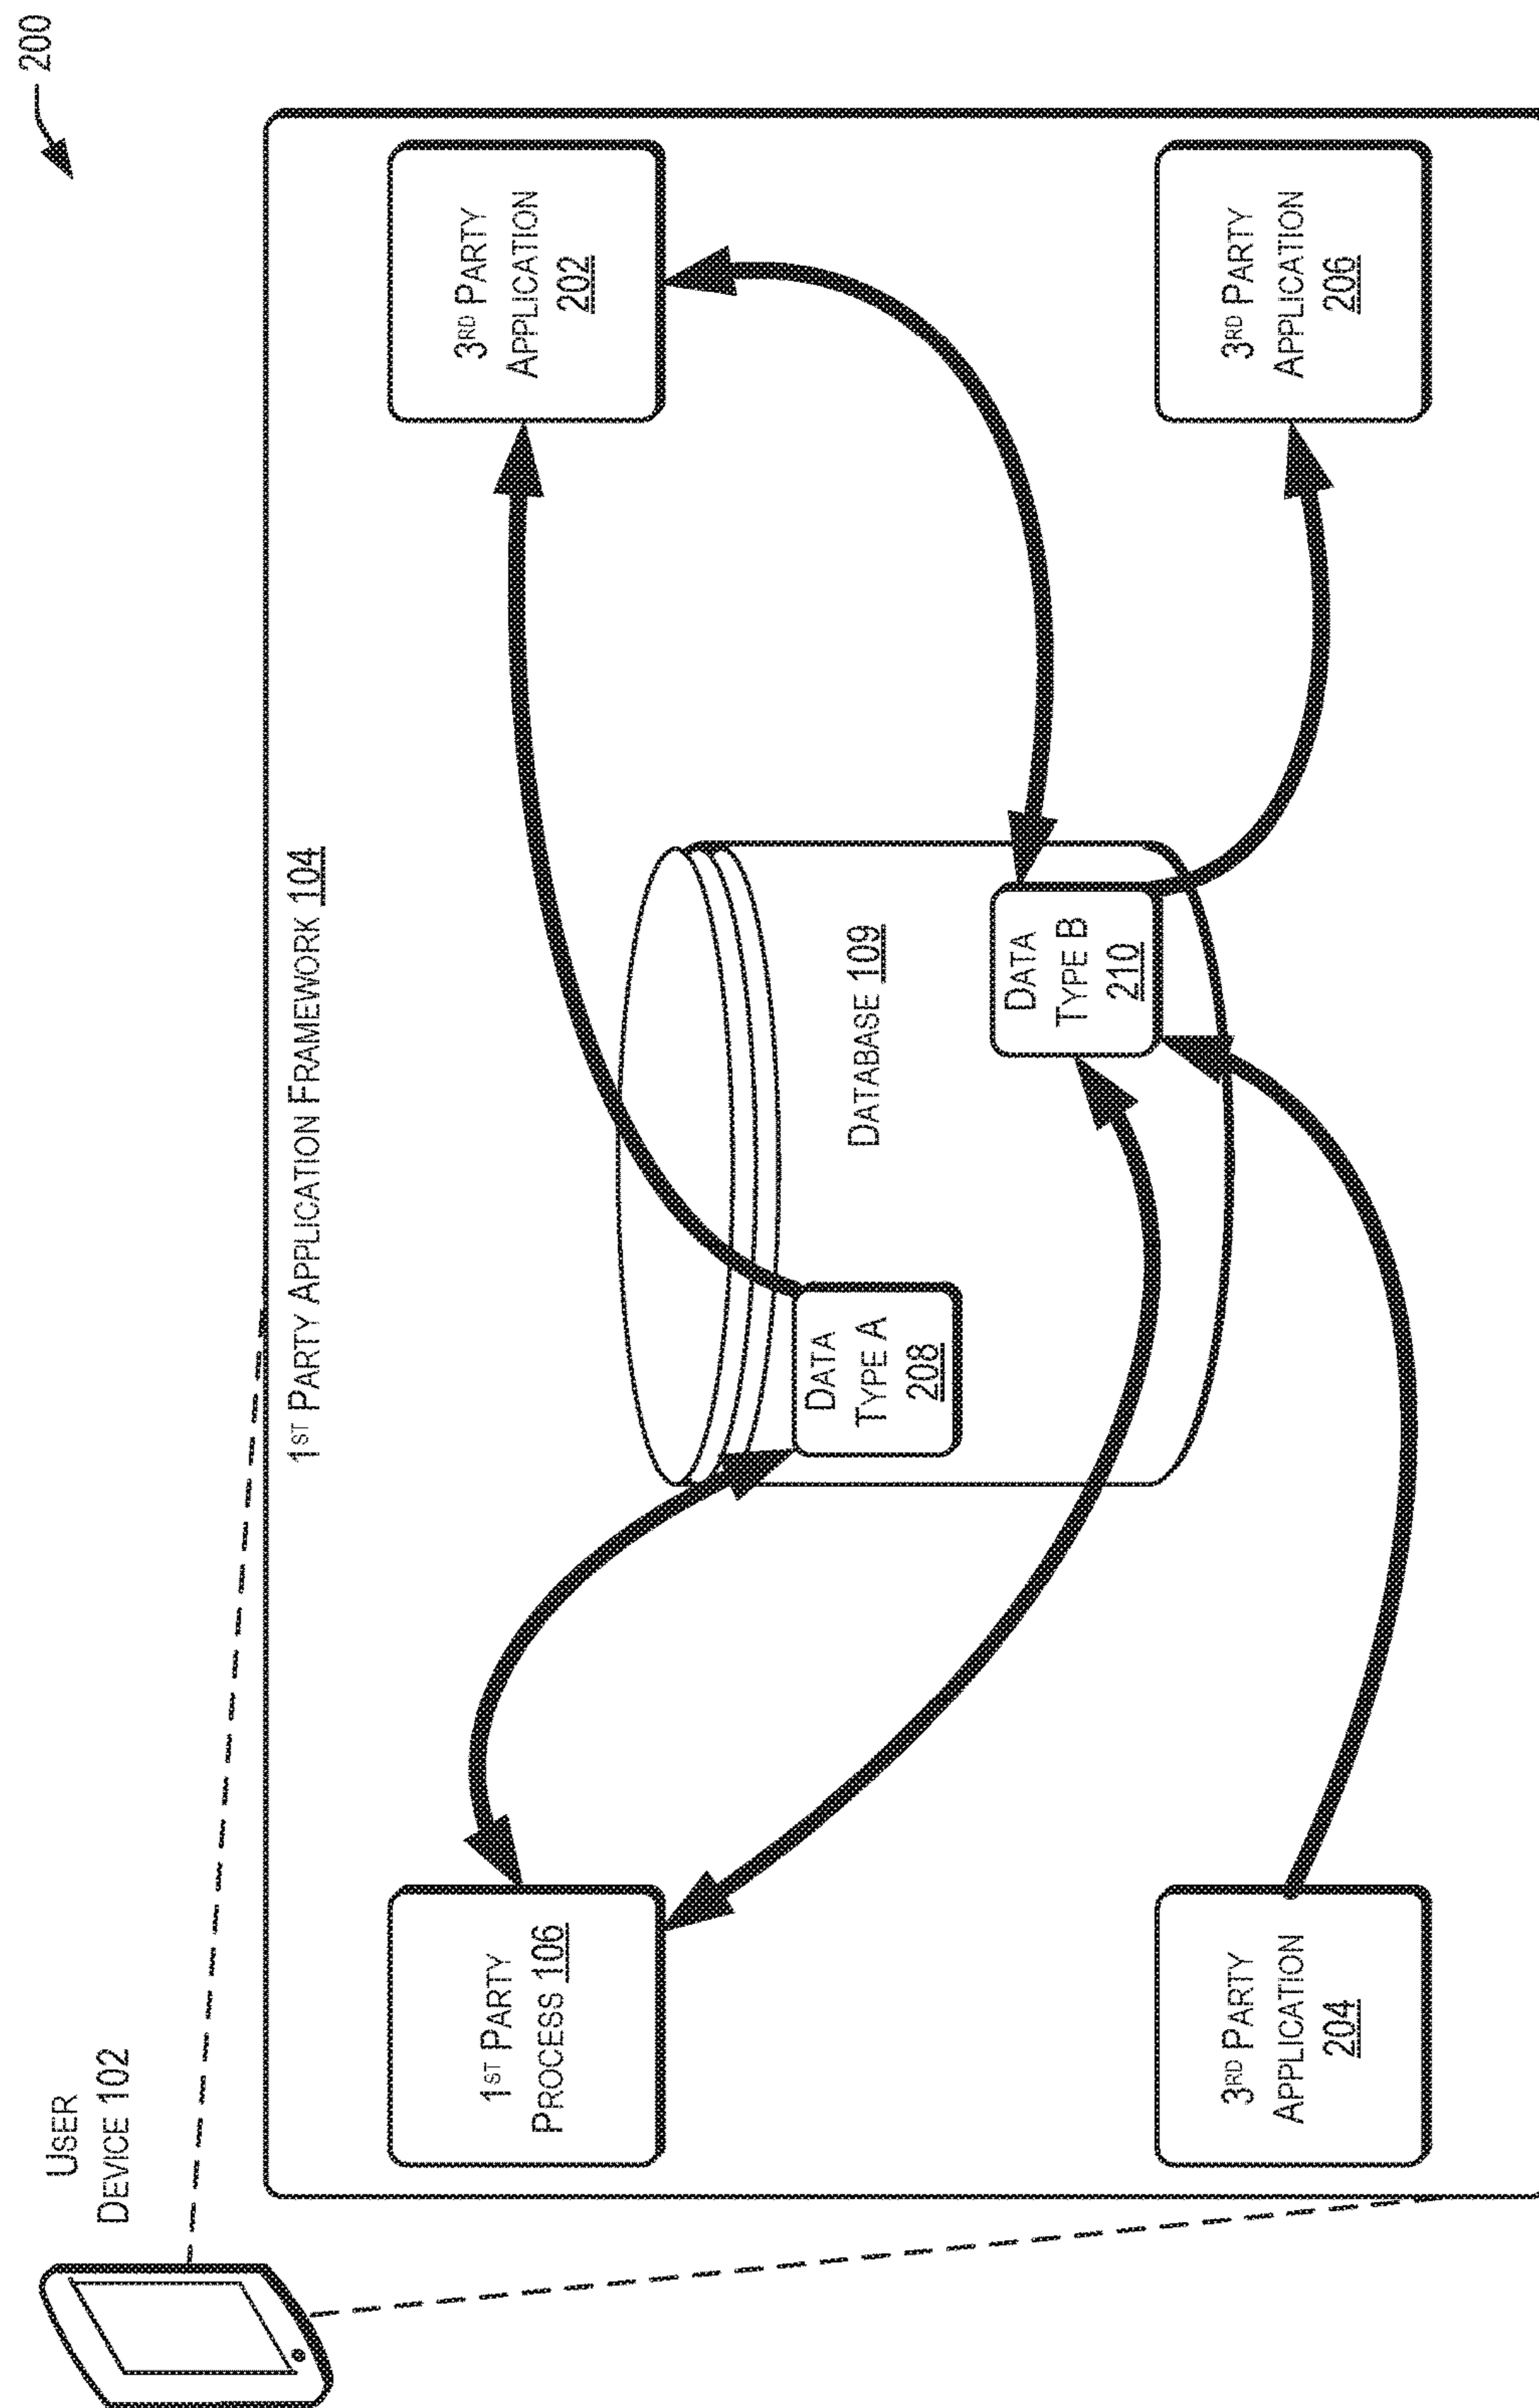 200
USER
DEVICE 102
1ST PARTY APPLICATION FRAMEWORK 104
1ST PARTY
PROCESS 106
3RD PARTY
APPLICATION
202
DATA
TYPE A
208
DATABASE 109
DATA
TYPE B
210
3RD PARTY
APPLICATION
204
3RD PARTY
APPLICATION
206